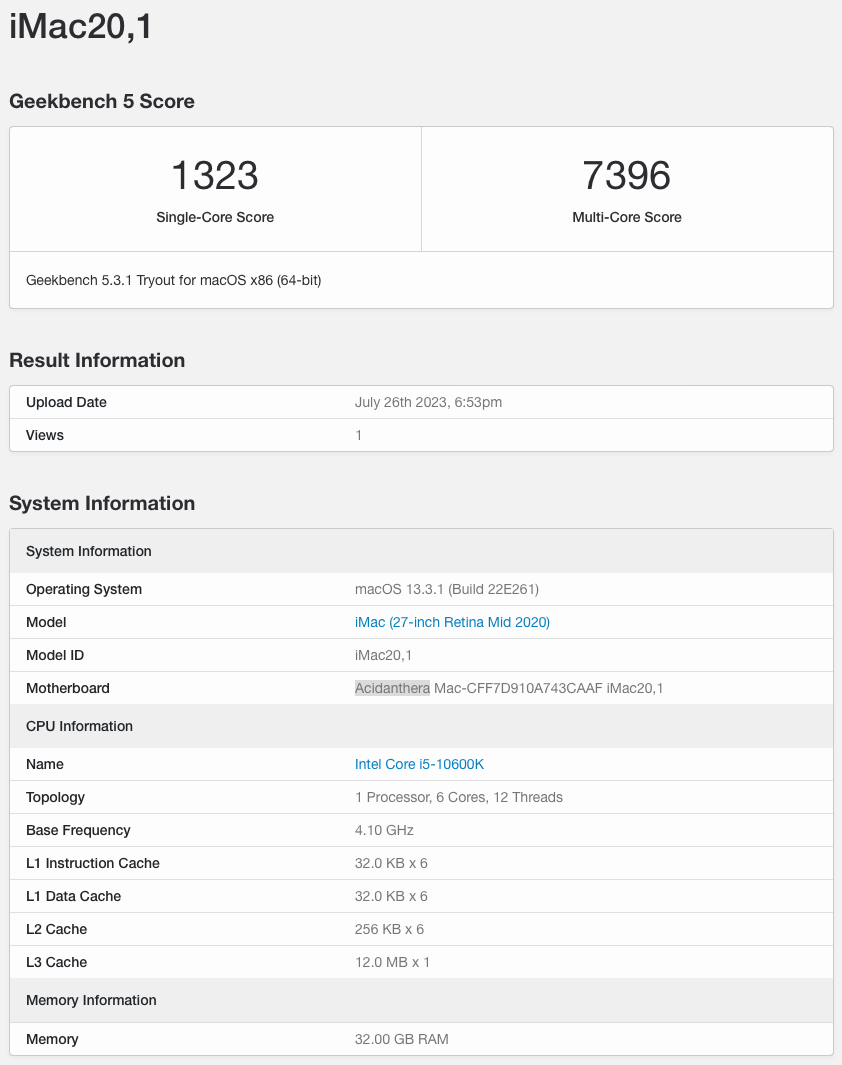 iMac20,1
Geekbench 5 Score
1323 7396
Single-Core Score Multi-Core Score
Geekbench 5.3.1 Tryout for macOS x86 (64-bit)
Result Information
Upload Date July 26th 2023, 6:53pm
Views 1
System Information
System Information
Operating System macOS 13.3.1 (Build 22E261)
Model iMac (27-inch Retina Mid 2020)
Model ID iMac20,1
Motherboard Acidanthera Mac-CFF7D910A743CAAF iMac20,1
CPU Information
Name Intel Core i5-10600K
Topology 1 Processor, 6 Cores, 12 Threads
Base Frequency 4.10 GHz
L1 Instruction Cache 32.0 KB x 6
L1 Data Cache 32.0 KB x 6
L2 Cache 256 KB x 6
L3 Cache 12.0 MB x 1
Memory Information
Memory 32.00 GB RAM